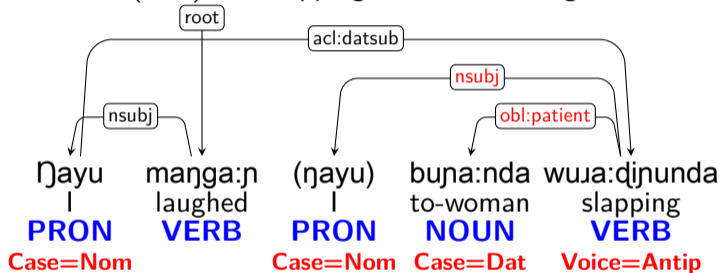 root
acl:datsub
nsubj
nsubj obl:patient
Ŋayu maŋga:ɲ (ŋayu) buɲa:nda wuɹa:ɖiɲunda
I laughed I to-woman slapping
PRON VERB PRON NOUN VERB
Case=Nom Case=Nom Case=Dat Voice=Antip